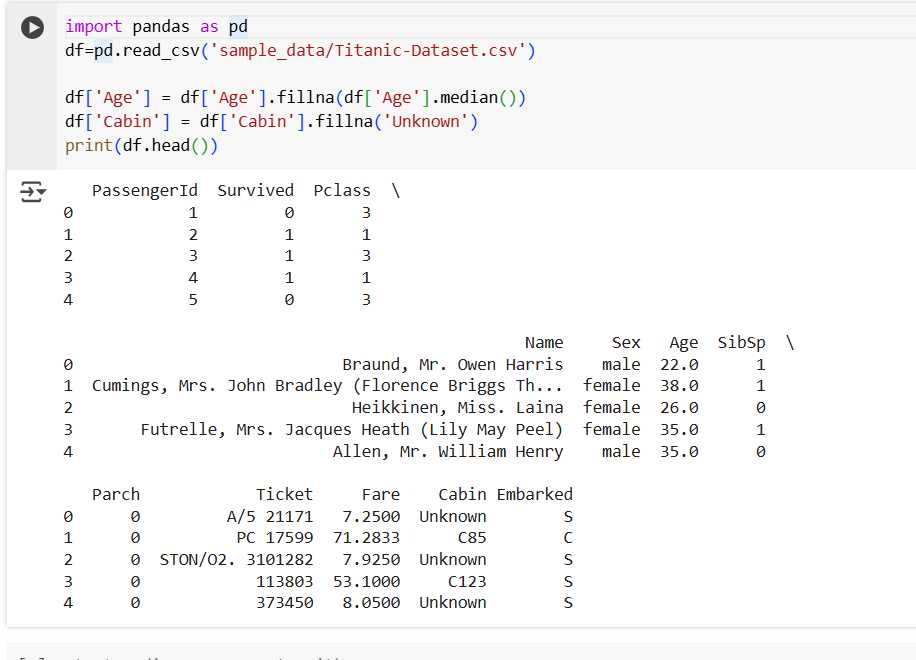 import pandas as pd
df=pd.read_csv('sample_data/Titanic-Dataset.csv')
df['Age'] = df['Age'].fillna(df['Age'].median())
df['Cabin'] = df['Cabin'].fillna('Unknown')
print(df.head())
PassengerId Survived Pclass \
0 1 0 3
1 2 1 1
2 3 1 3
3 4 1 1
4 5 0 3
Name Sex Age SibSp \
0 Braund, Mr. Owen Harris male 22.0 1
1 Cumings, Mrs. John Bradley (Florence Briggs Th... female 38.0 1
2 Heikkinen, Miss. Laina female 26.0 0
3 Futrelle, Mrs. Jacques Heath (Lily May Peel) female 35.0 1
4 Allen, Mr. William Henry male 35.0 0
Parch Ticket Fare Cabin Embarked
0 0 A/5 21171 7.2500 Unknown S
1 0 PC 17599 71.2833 C85 C
2 0 STON/O2. 3101282 7.9250 Unknown S
3 0 113803 53.1000 C123 S
4 0 373450 8.0500 Unknown S